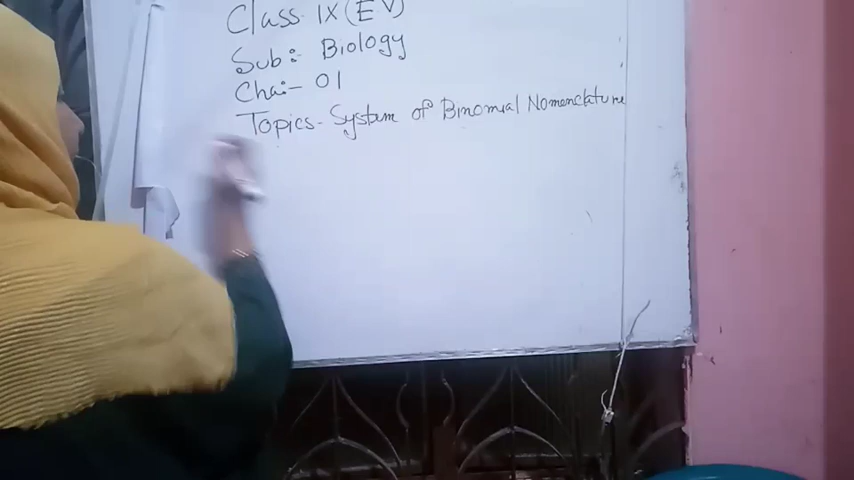 Class IX (EV)
Sub: Biology
Cha:- 01
Topics- System of Binomial Nomenclature